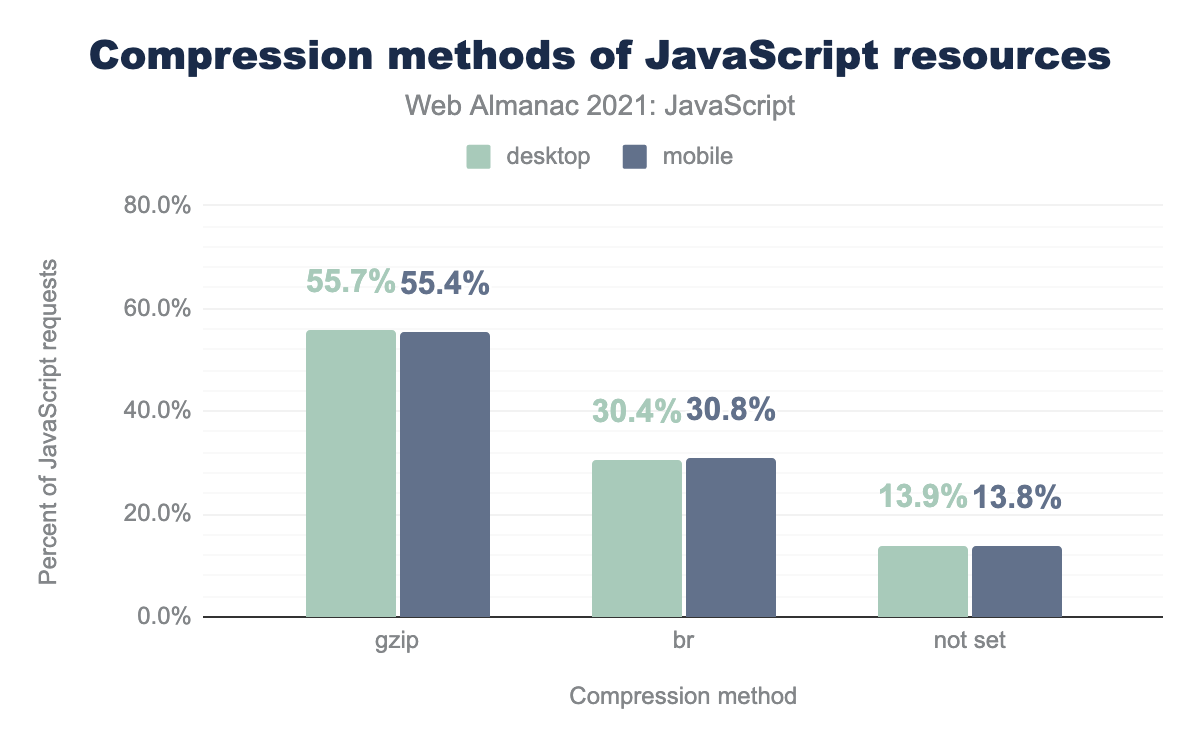 Compression methods of JavaScript resources
Web Almanac 2021: JavaScript
desktop mobile
Percent of JavaScript requests
80.0%
60.0%
40.0%
20.0%
0.0%
55.7% 55.4%
30.4% 30.8%
13.9% 13.8%
gzip br not set
Compression method